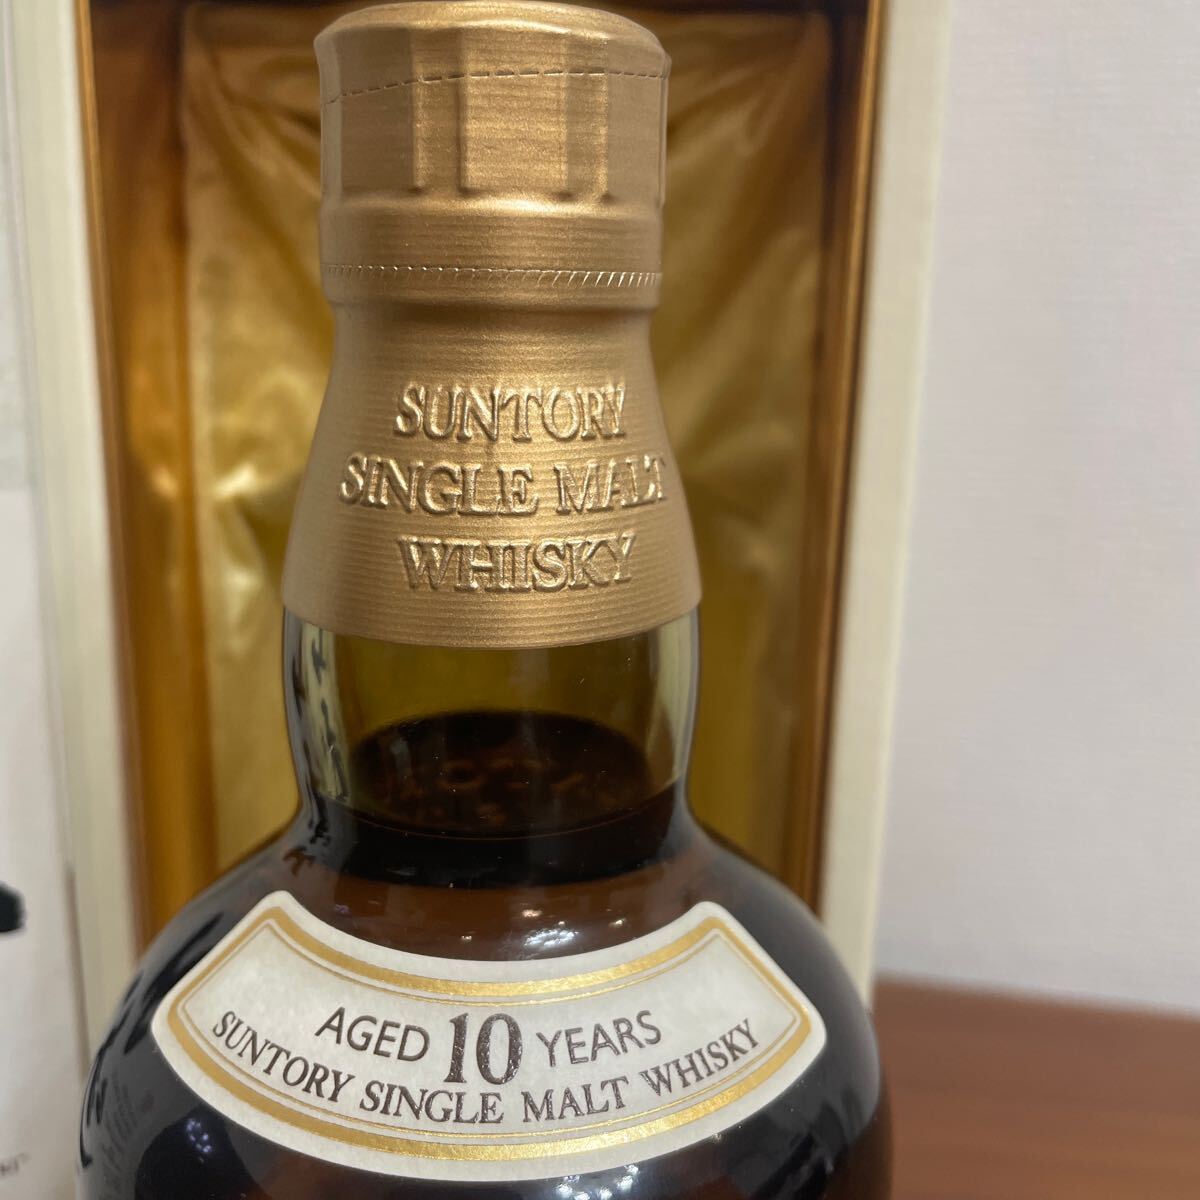 SUNTORY
SINGLE MALT
WHISKY
AGED 10 YEARS
SUNTORY SINGLE MALT WHISKY